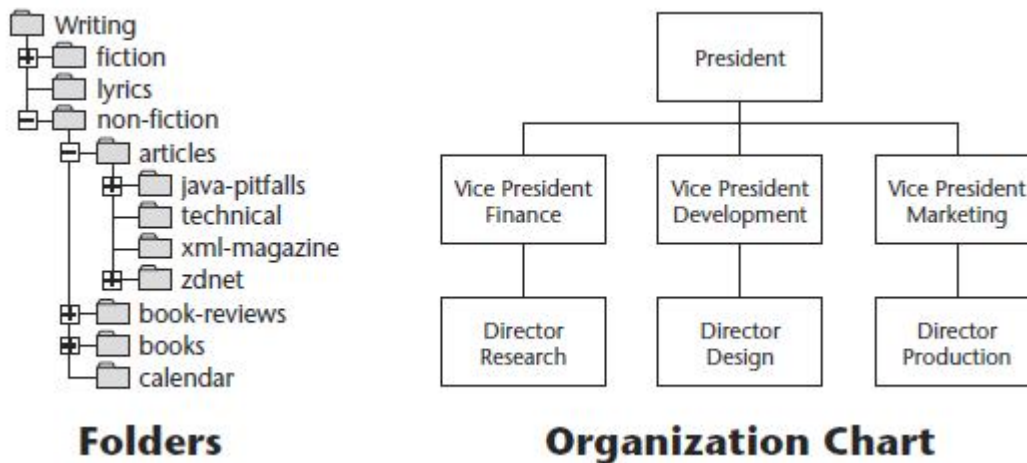 Writing
fiction
lyrics
non-fiction
articles
java-pitfalls
technical
xml-magazine
zdnet
book-reviews
books
calendar
Folders
President
Vice President
Finance
Vice President
Development
Vice President
Marketing
Director
Research
Director
Design
Director
Production
Organization Chart